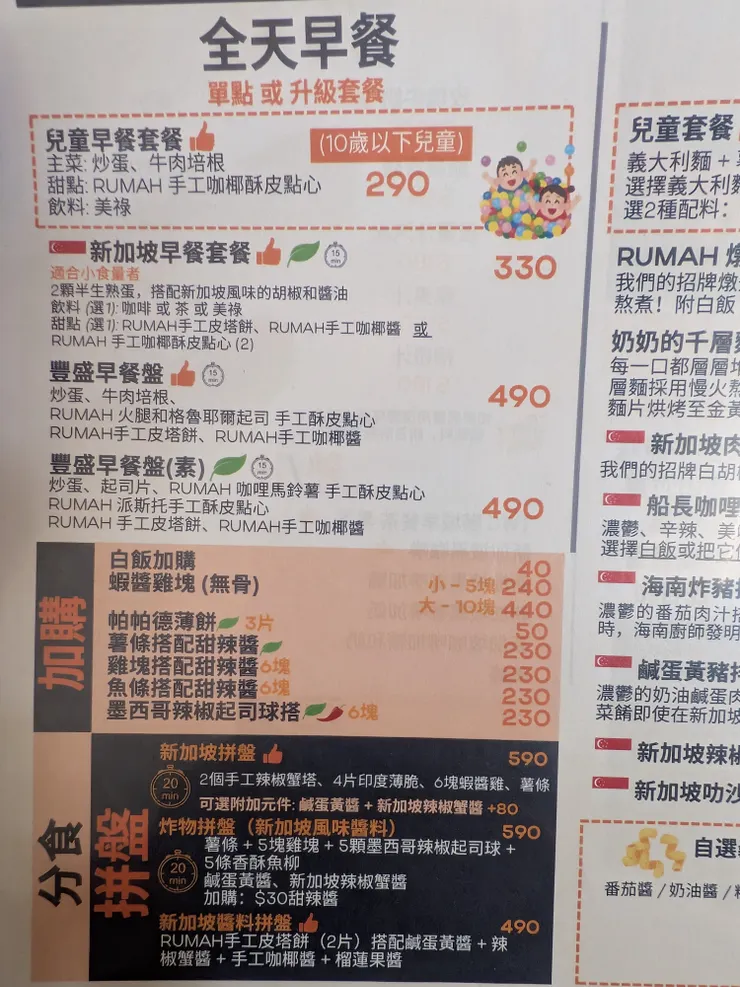 全天早餐
單點 或 升級套餐
兒童早餐套餐
(10歲以下兒童)
主菜: 炒蛋、牛肉培根
甜點: RUMAH 手工咖椰酥皮點心
290
飲料: 美祿
新加坡早餐套餐
15 min
330
適合小食量者
2顆半生熟蛋，搭配新加坡風味的胡椒和醬油
飲料 (選1): 咖啡 或 茶 或 美祿
甜點 (選1): RUMAH手工皮塔餅、RUMAH手工咖椰醬 或
RUMAH 手工咖椰酥皮點心 (2)
豐盛早餐盤
15 min
490
炒蛋、牛肉培根、
RUMAH 火腿和格魯耶爾起司 手工酥皮點心
RUMAH手工皮塔餅、RUMAH手工咖椰醬
豐盛早餐盤(素)
15 min
490
炒蛋、起司片、RUMAH 咖哩馬鈴薯 手工酥皮點心
RUMAH 派斯托手工酥皮點心
RUMAH 手工皮塔餅、RUMAH手工咖椰醬
加購
白飯加購 40
蝦醬雞塊 (無骨) 小 - 5塊 240
大 - 10塊 440
帕帕德薄餅 3片 50
薯條搭配甜辣醬 230
雞塊搭配甜辣醬 6塊 230
魚條搭配甜辣醬 6塊 230
墨西哥辣椒起司球搭 6塊 230
分食
拼盤
新加坡拼盤 590
20 min
2個手工辣椒蟹塔、4片印度薄脆、6塊蝦醬雞、薯條
可選附加元件: 鹹蛋黃醬 + 新加坡辣椒蟹醬 +80
炸物拼盤（新加坡風味醬料） 590
20 min
薯條 + 5塊雞塊 + 5顆墨西哥辣椒起司球 +
5條香酥魚柳
鹹蛋黃醬、新加坡辣椒蟹醬
加購：$30甜辣醬
新加坡醬料拼盤 490
RUMAH手工皮塔餅（2片）搭配鹹蛋黃醬 + 辣
椒蟹醬 + 手工咖椰醬 + 榴蓮果醬
兒童套餐
義大利麵 +
選擇義大利
選2種配料：
RUMAH 燉
我們的招牌燉
熬煮！附白飯
奶奶的千層
每一口都層層
層麵採用慢火
麵片烘烤至金
新加坡肉
我們的招牌白胡
船長咖哩
濃鬱、辛辣、美
選擇白飯或把它
海南炸豬
濃鬱的番茄肉汁
時，海南廚師發明
鹹蛋黃豬
濃鬱的奶油鹹蛋
菜餚即使在新加坡
新加坡辣
新加坡叻沙
自選
番茄醬 / 奶油醬 /